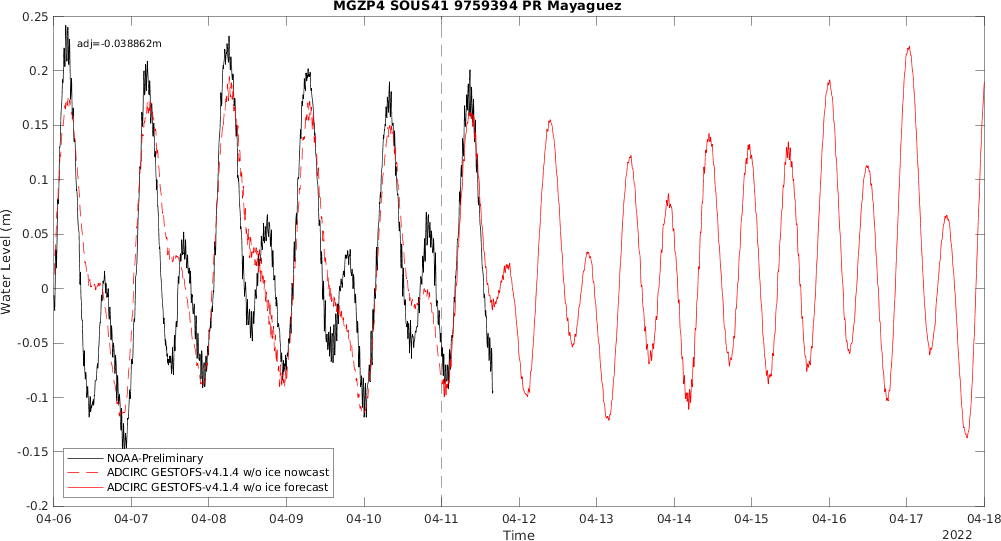 MGZP4 SOUS41 9759394 PR Mayaguez
adj=-0.038862m
0.25
0.2
0.15
0.1
0.05
0
-0.05
-0.1
-0.15
-0.2
Water Level (m)
NOAA-Preliminary
ADCIRC GESTOFS-v4.1.4 w/o ice nowcast
ADCIRC GESTOFS-v4.1.4 w/o ice forecast
04-06 04-07 04-08 04-09 04-10 04-11 04-12 04-13 04-14 04-15 04-16 04-17 04-18
Time
2022